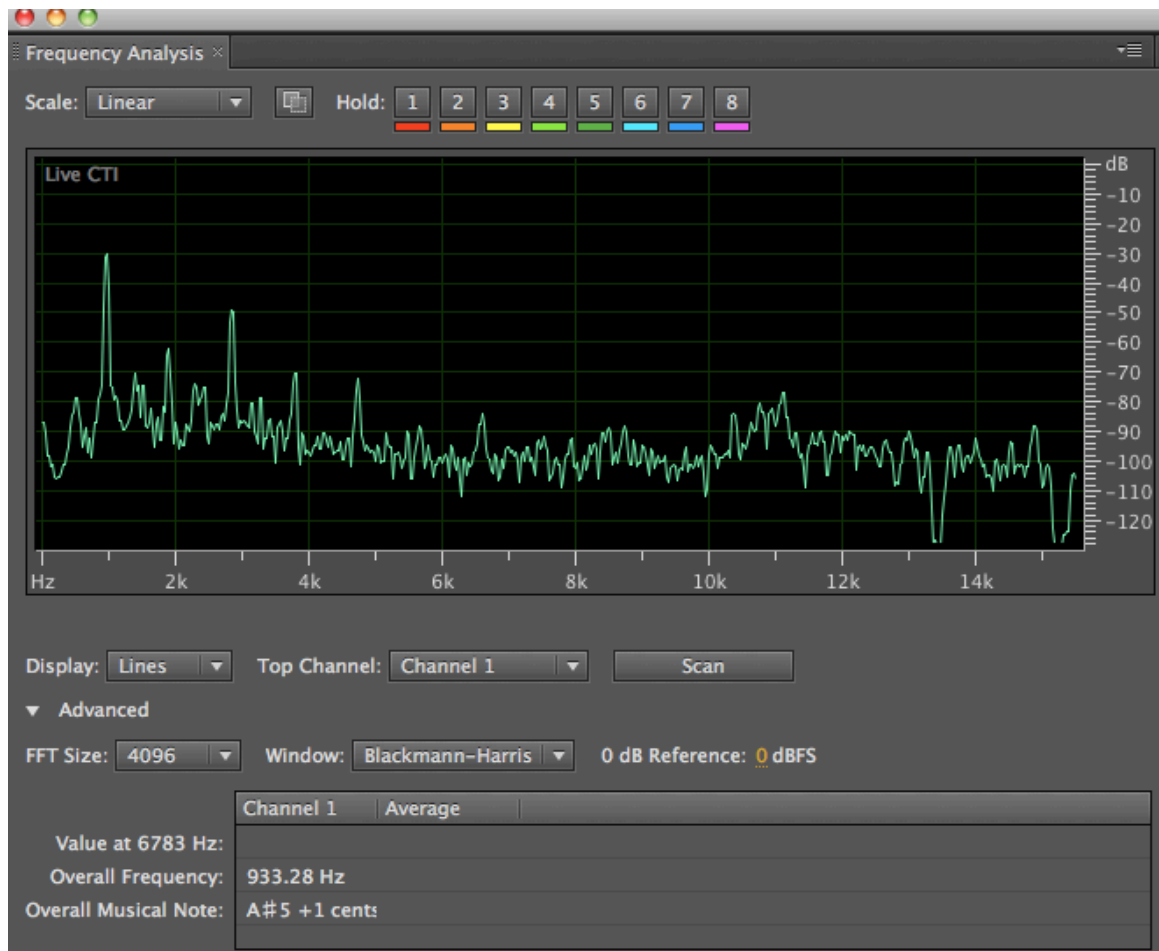 Frequency Analysis ×
Scale: Linear Hold: 1 2 3 4 5 6 7 8
Live CTI
dB
-10
-20
-30
-40
-50
-60
-70
-80
-90
-100
-110
-120
Hz 2k 4k 6k 8k 10k 12k 14k
Display: Lines Top Channel: Channel 1 Scan
Advanced
FFT Size: 4096 Window: Blackmann-Harris 0 dB Reference: 0 dBFS
Channel 1 Average
Value at 6783 Hz:
Overall Frequency: 933.28 Hz
Overall Musical Note: A♯5 +1 cents